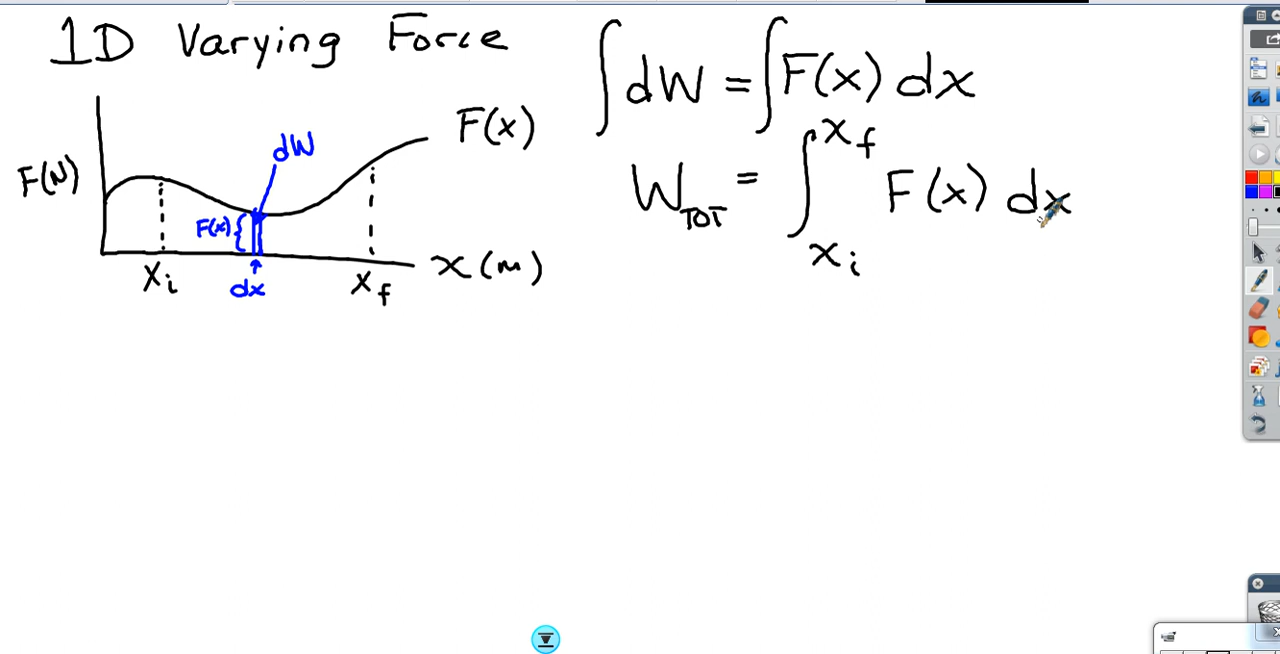 1D Varying Force
∫dW = ∫F(x) dx
F(x)
dW
F(N)
W_TOT = ∫_{x_i}^{x_f} F(x) dx
F(x){
x_i
dx
x_f
x(m)